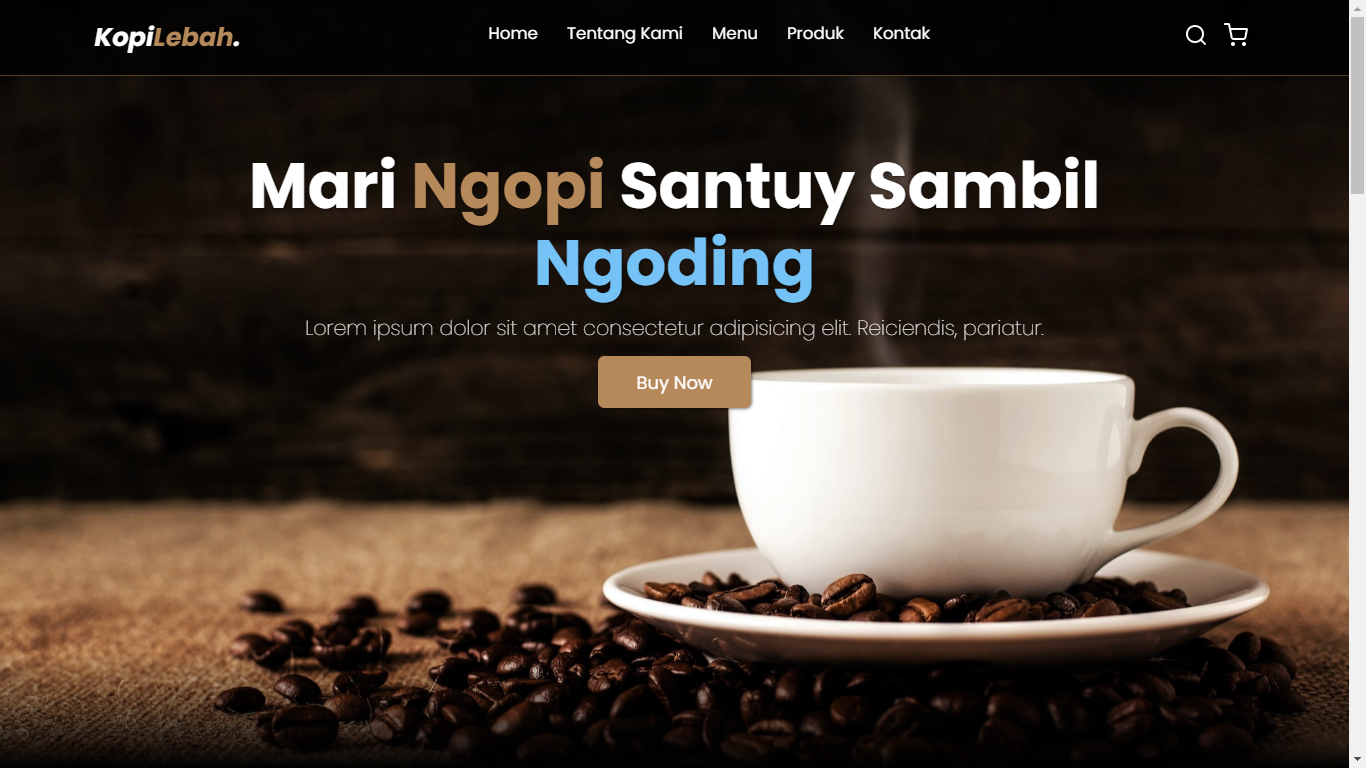 KopiLebah.
Home Tentang Kami Menu Produk Kontak
Mari Ngopi Santuy Sambil
Ngoding
Lorem ipsum dolor sit amet consectetur adipisicing elit. Reiciendis, pariatur.
Buy Now